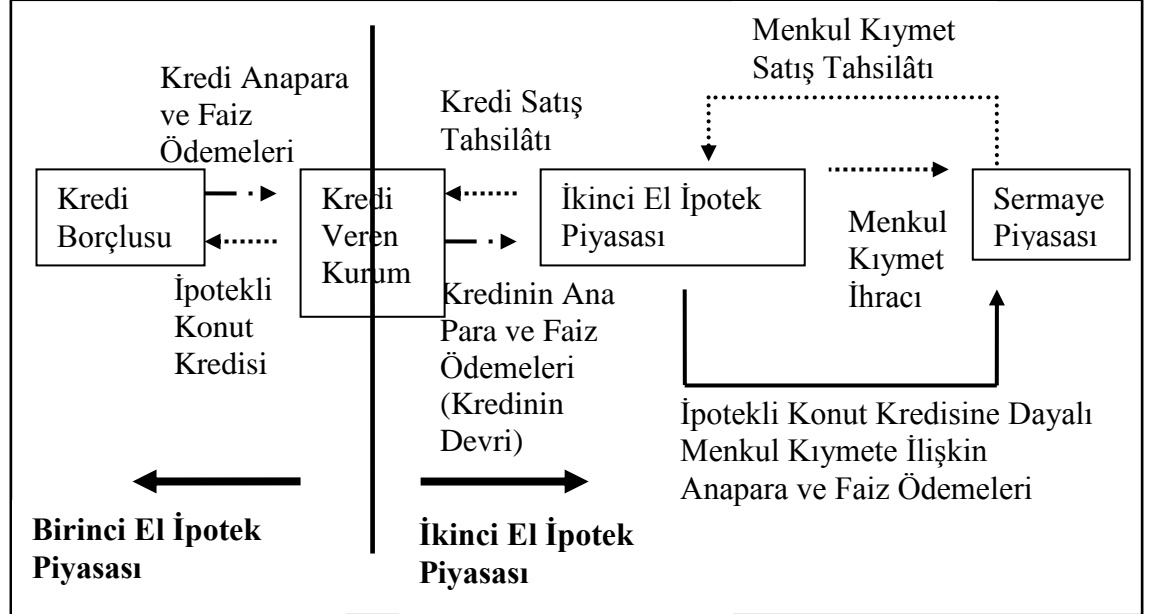 Menkul Kıymet
Satış Tahsilâtı
Kredi Anapara
ve Faiz
Ödemeleri
Kredi Satış
Tahsilâtı
Kredi
Borçlusu
Kredi
Veren
Kurum
İkinci El İpotek
Piyasası
Sermaye
Piyasası
İpotekli
Konut
Kredisi
Kredinin Ana
Para ve Faiz
Ödemeleri
(Kredinin
Devri)
Menkul
Kıymet
İhracı
İpotekli Konut Kredisine Dayalı
Menkul Kıymete İlişkin
Anapara ve Faiz Ödemeleri
Birinci El İpotek
Piyasası
İkinci El İpotek
Piyasası